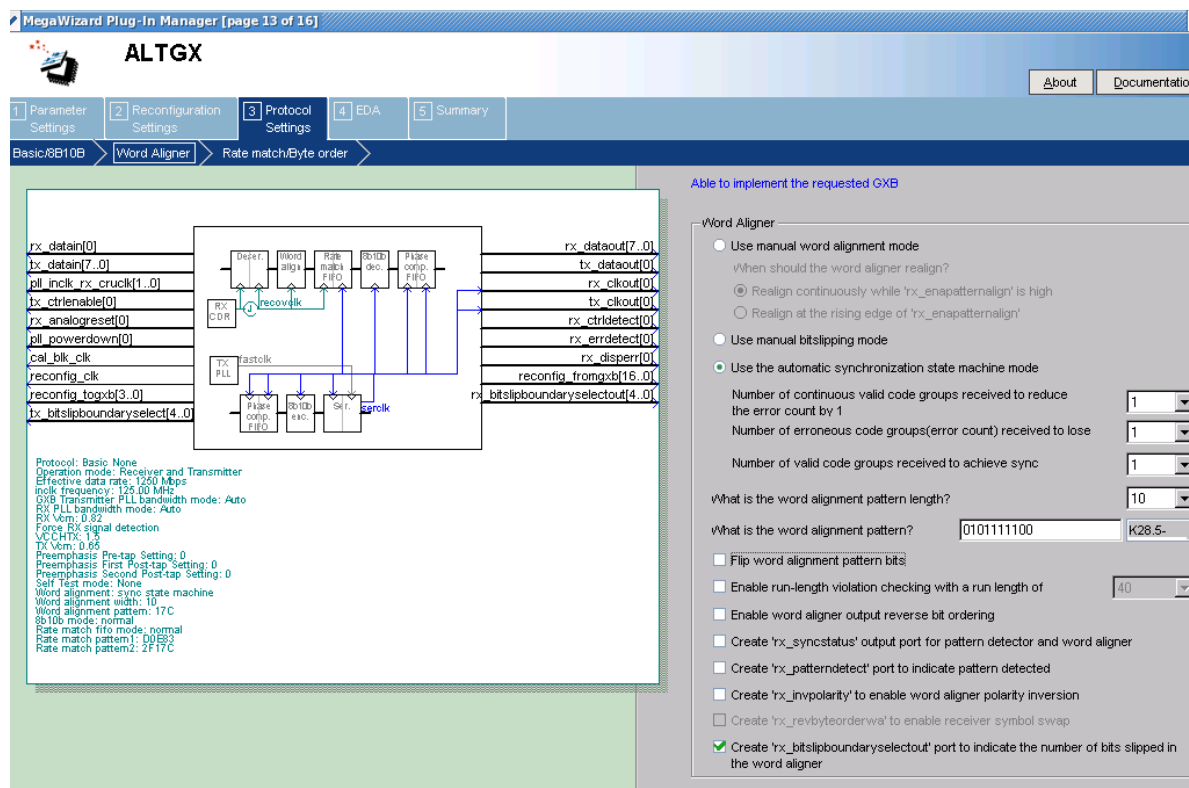 MegaWizard Plug-In Manager [page 13 of 16]
ALTGX
About
Documentatio
1 Parameter Settings
2 Reconfiguration Settings
3 Protocol Settings
4 EDA
5 Summary
Basic/8B10B
Word Aligner
Rate match/Byte order
rx_datain[0]
tx_datain[7..0]
pll_inclk_rx_cruclk[1..0]
tx_ctrlenable[0]
rx_analogreset[0]
pll_powerdown[0]
cal_blk_clk
reconfig_clk
reconfig_togxb[3..0]
tx_bitslipboundaryselect[4..0]
Deser.
Word align
Rate match FIFO
8b10b dec.
Phase comp. FIFO
RX CDR
recovclk
TX PLL
fastclk
Phase comp. FIFO
8b10b enc.
Ser.
serclk
rx_dataout[7..0]
tx_dataout[0]
rx_clkout[0]
tx_clkout[0]
rx_ctrldetect[0]
rx_errdetect[0]
rx_disperr[0]
reconfig_fromgxb[16..0]
rx_bitslipboundaryselectout[4..0]
Protocol: Basic None
Operation mode: Receiver and Transmitter
Effective data rate: 1250 Mbps
inclk frequency: 125.00 MHz
GXB Transmitter PLL bandwidth mode: Auto
RX PLL bandwidth mode: Auto
RX Vcm: 0.82
Force RX signal detection
VCCHTX: 1.5
TX Vcm: 0.65
Preemphasis Pre-tap Setting: 0
Preemphasis First Post-tap Setting: 0
Preemphasis Second Post-tap Setting: 0
Self Test mode: None
Word alignment: sync state machine
Word alignment width: 10
Word alignment pattern: 17C
8b10b mode: normal
Rate match fifo mode: normal
Rate match pattern1: D0E83
Rate match pattern2: 2F17C
Able to implement the requested GXB
Word Aligner
Use manual word alignment mode
When should the word aligner realign?
Realign continuously while 'rx_enapatternalign' is high
Realign at the rising edge of 'rx_enapatternalign'
Use manual bitslipping mode
Use the automatic synchronization state machine mode
Number of continuous valid code groups received to reduce
the error count by 1
1
Number of erroneous code groups(error count) received to lose
1
Number of valid code groups received to achieve sync
1
What is the word alignment pattern length?
10
What is the word alignment pattern?
0101111100
K28.5-
Flip word alignment pattern bits
Enable run-length violation checking with a run length of
40
Enable word aligner output reverse bit ordering
Create 'rx_syncstatus' output port for pattern detector and word aligner
Create 'rx_patterndetect' port to indicate pattern detected
Create 'rx_invpolarity' to enable word aligner polarity inversion
Create 'rx_revbyteorderwa' to enable receiver symbol swap
Create 'rx_bitslipboundaryselectout' port to indicate the number of bits slipped in
the word aligner